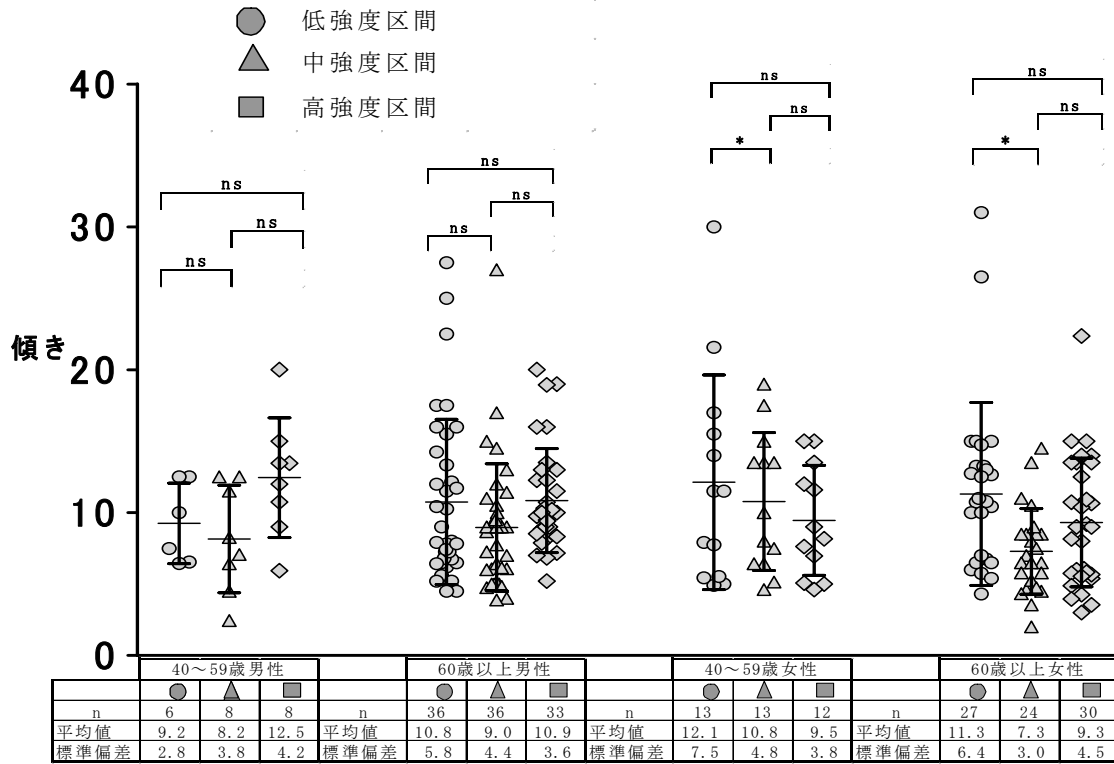 低強度区間
中強度区間
高強度区間
傾き
40
30
20
10
0
ns
ns
ns
ns
ns
ns
ns
ns
*
ns
ns
*
40～59歳男性 60歳以上男性 40～59歳女性 60歳以上女性
n 6 8 8 n 36 36 33 n 13 13 12 n 27 24 30
平均値 9.2 8.2 12.5 平均値 10.8 9.0 10.9 平均値 12.1 10.8 9.5 平均値 11.3 7.3 9.3
標準偏差 2.8 3.8 4.2 標準偏差 5.8 4.4 3.6 標準偏差 7.5 4.8 3.8 標準偏差 6.4 3.0 4.5